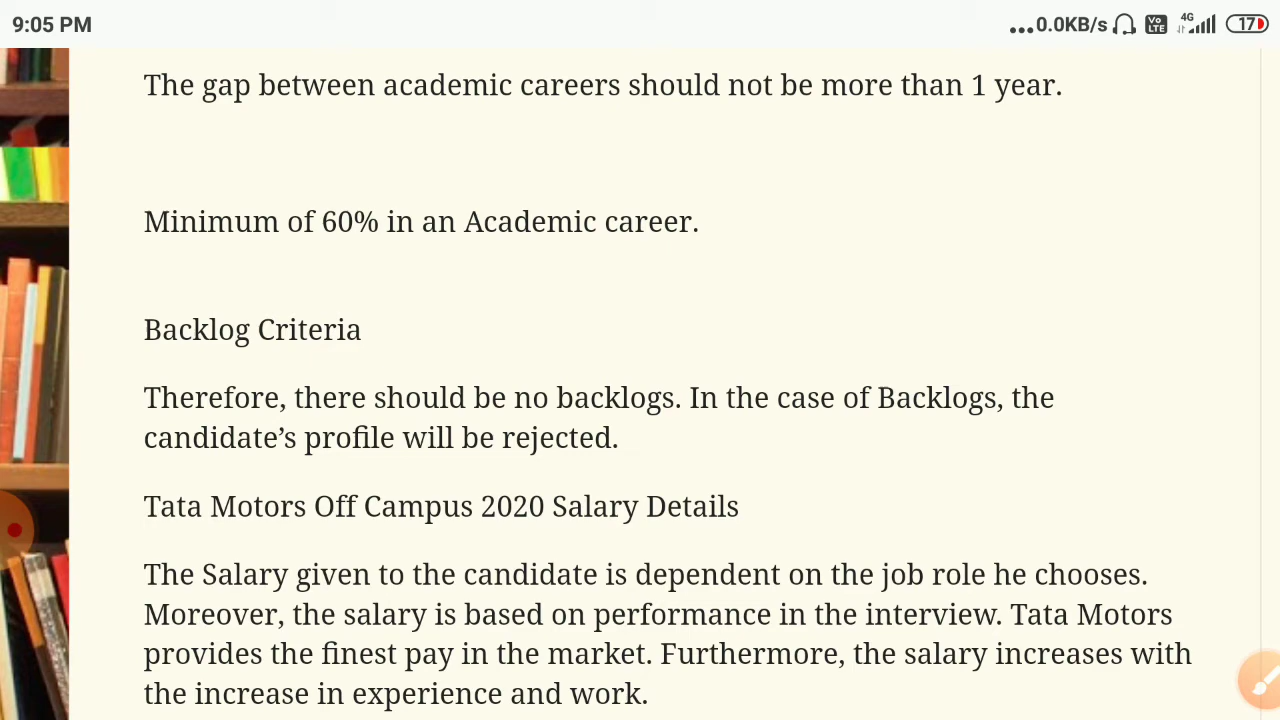 9:05 PM
...0.0KB/s Vo LTE 4G 17
The gap between academic careers should not be more than 1 year.
Minimum of 60% in an Academic career.
Backlog Criteria
Therefore, there should be no backlogs. In the case of Backlogs, the
candidate’s profile will be rejected.
Tata Motors Off Campus 2020 Salary Details
The Salary given to the candidate is dependent on the job role he chooses.
Moreover, the salary is based on performance in the interview. Tata Motors
provides the finest pay in the market. Furthermore, the salary increases with
the increase in experience and work.